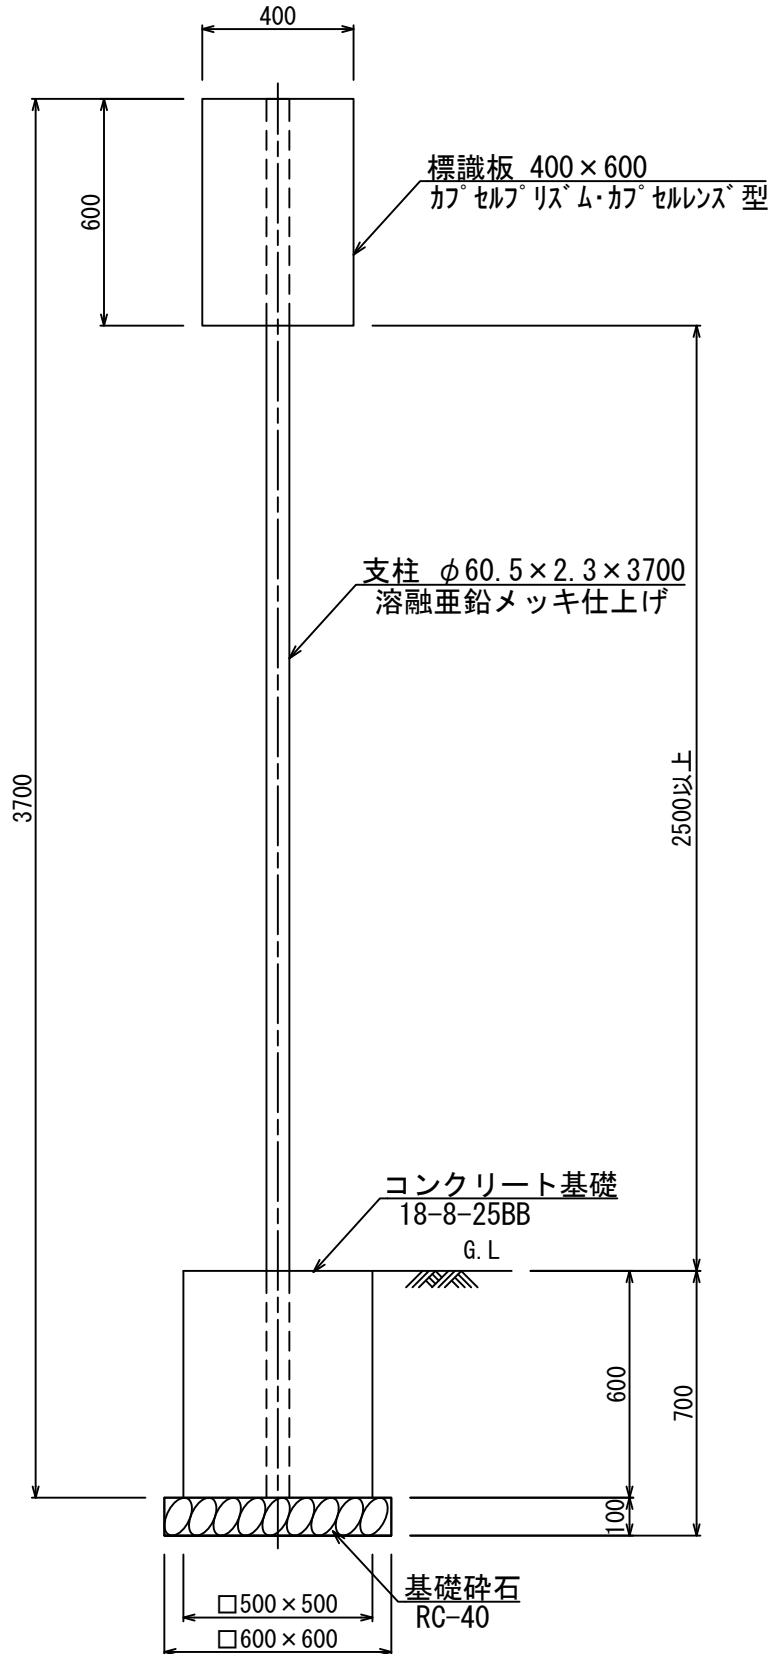 400
600
標識板 400×600
カプセルプリズム・カプセルレンズ型
支柱 φ60.5×2.3×3700
溶融亜鉛メッキ仕上げ
3700
2500以上
コンクリート基礎
18-8-25BB
G.L
600
700
100
基礎砕石
RC-40
□500×500
□600×600